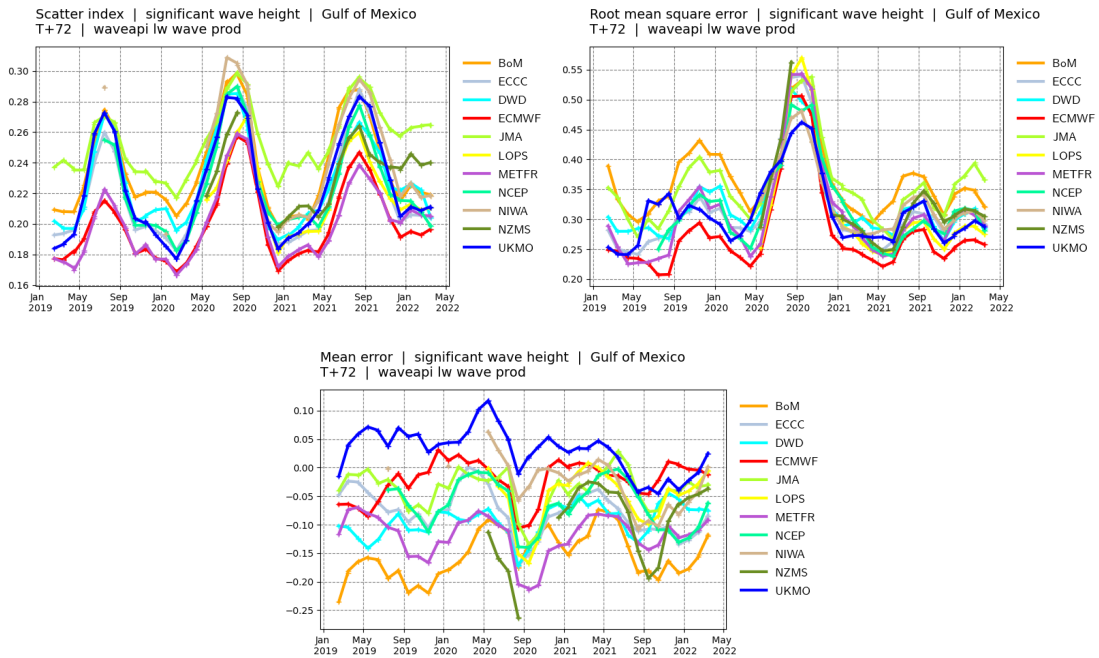 Scatter index | significant wave height | Gulf of Mexico
T+72 | waveapi lw wave prod
0.30
0.28
0.26
0.24
0.22
0.20
0.18
0.16
Jan 2019 May 2019 Sep 2019 Jan 2020 May 2020 Sep 2020 Jan 2021 May 2021 Sep 2021 Jan 2022 May 2022
BoM
ECCC
DWD
ECMWF
JMA
LOPS
METFR
NCEP
NIWA
NZMS
UKMO
Root mean square error | significant wave height | Gulf of Mexico
T+72 | waveapi lw wave prod
0.55
0.50
0.45
0.40
0.35
0.30
0.25
0.20
Jan 2019 May 2019 Sep 2019 Jan 2020 May 2020 Sep 2020 Jan 2021 May 2021 Sep 2021 Jan 2022 May 2022
BoM
ECCC
DWD
ECMWF
JMA
LOPS
METFR
NCEP
NIWA
NZMS
UKMO
Mean error | significant wave height | Gulf of Mexico
T+72 | waveapi lw wave prod
0.10
0.05
0.00
−0.05
−0.10
−0.15
−0.20
−0.25
Jan 2019 May 2019 Sep 2019 Jan 2020 May 2020 Sep 2020 Jan 2021 May 2021 Sep 2021 Jan 2022 May 2022
BoM
ECCC
DWD
ECMWF
JMA
LOPS
METFR
NCEP
NIWA
NZMS
UKMO